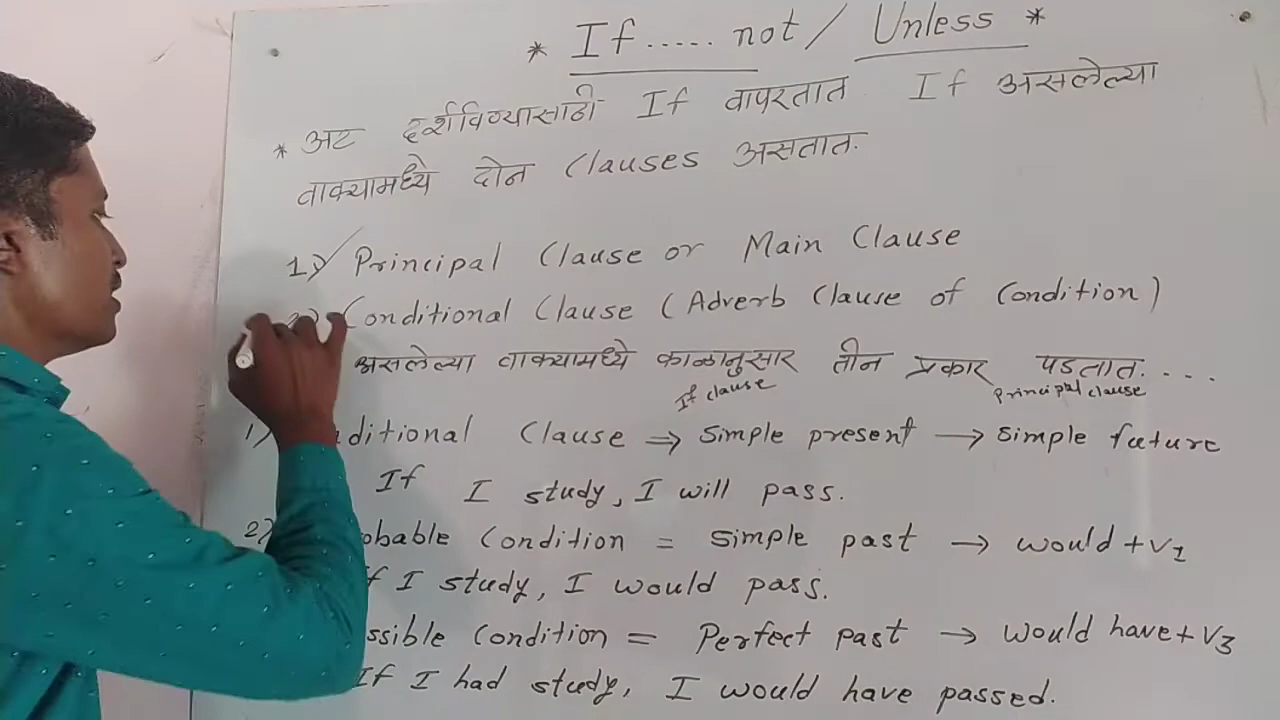 * If ..... not / Unless *
* अट दर्शविण्यासाठी If वापरतात If असलेल्या
वाक्यामध्ये दोन Clauses असतात.
1) Principal Clause or Main Clause
2) Conditional Clause (Adverb Clause of Condition)
असलेल्या वाक्यामध्ये काळानुसार तीन प्रकार पडतात. ...
If clause Principal clause
1) ditional Clause ⇒ Simple present → Simple future
If I study, I will pass.
2) obable Condition = Simple past → would + V1
If I study, I would pass.
ssible Condition = Perfect past → Would have + V3
If I had study, I would have passed.